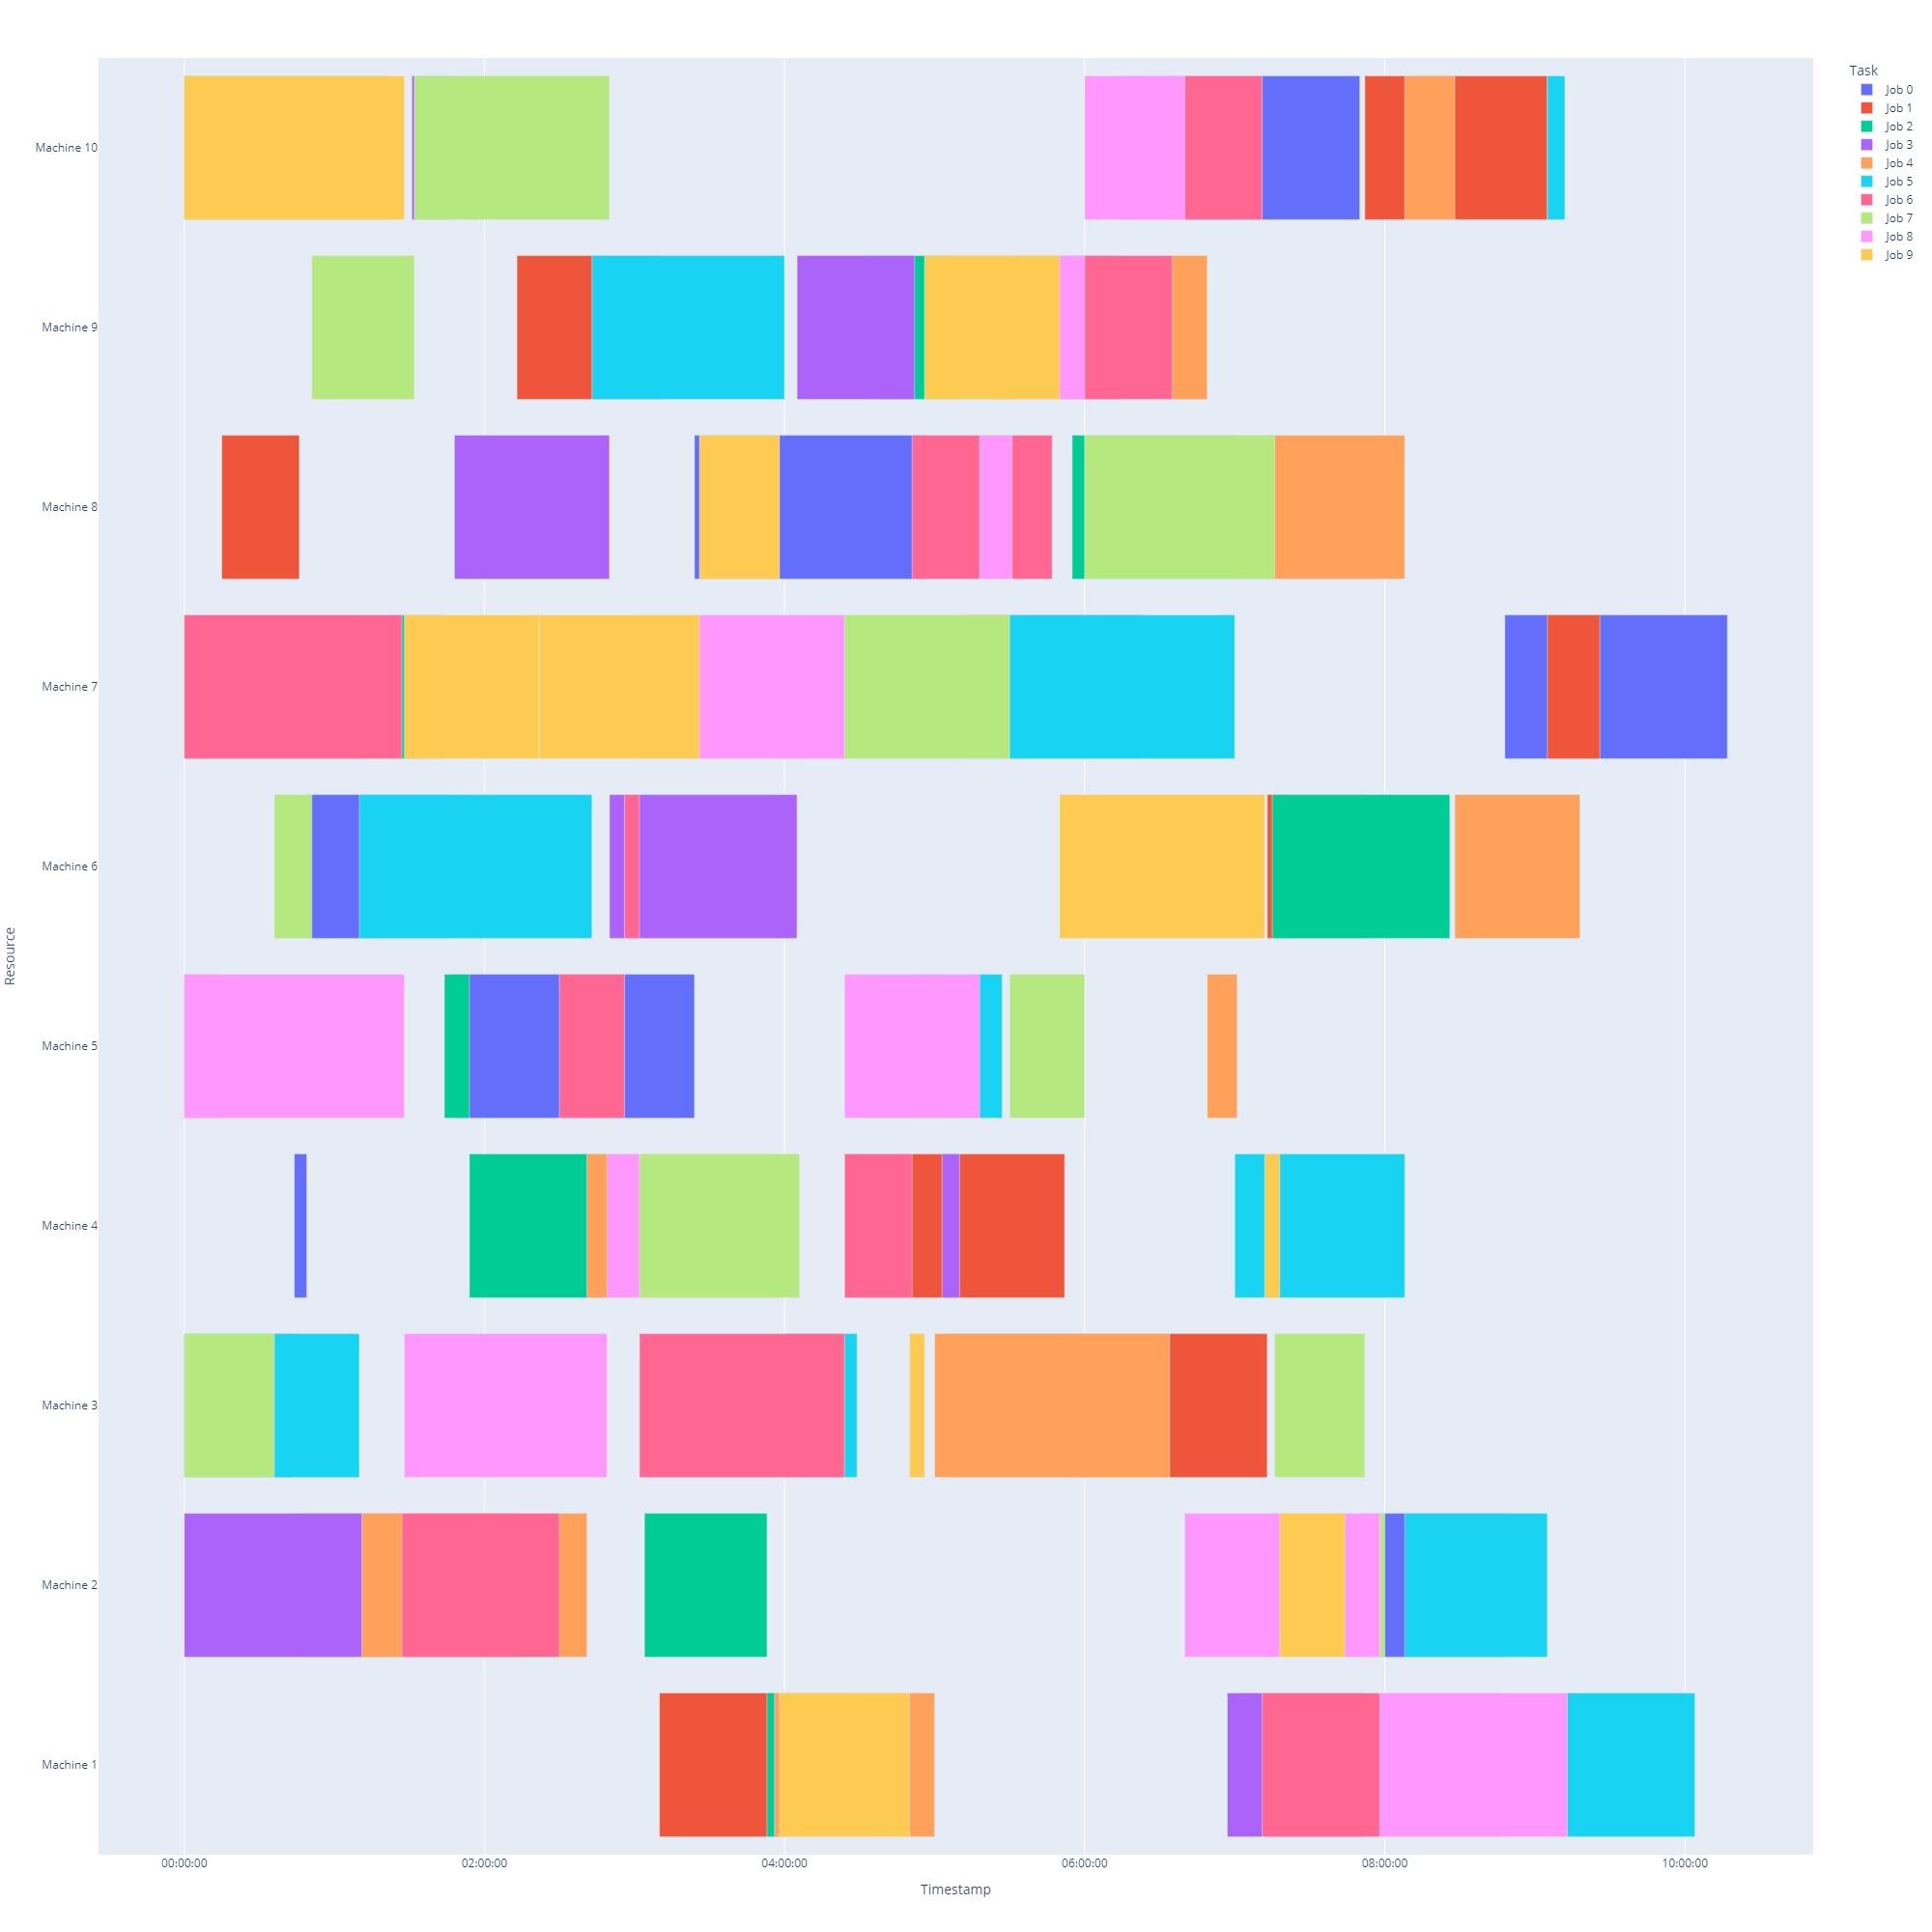 Task
Job 0
Job 1
Job 2
Job 3
Job 4
Job 5
Job 6
Job 7
Job 8
Job 9
Machine 10
Machine 9
Machine 8
Machine 7
Machine 6
Machine 5
Machine 4
Machine 3
Machine 2
Machine 1
Resource
00:00:00 02:00:00 04:00:00 06:00:00 08:00:00 10:00:00
Timestamp